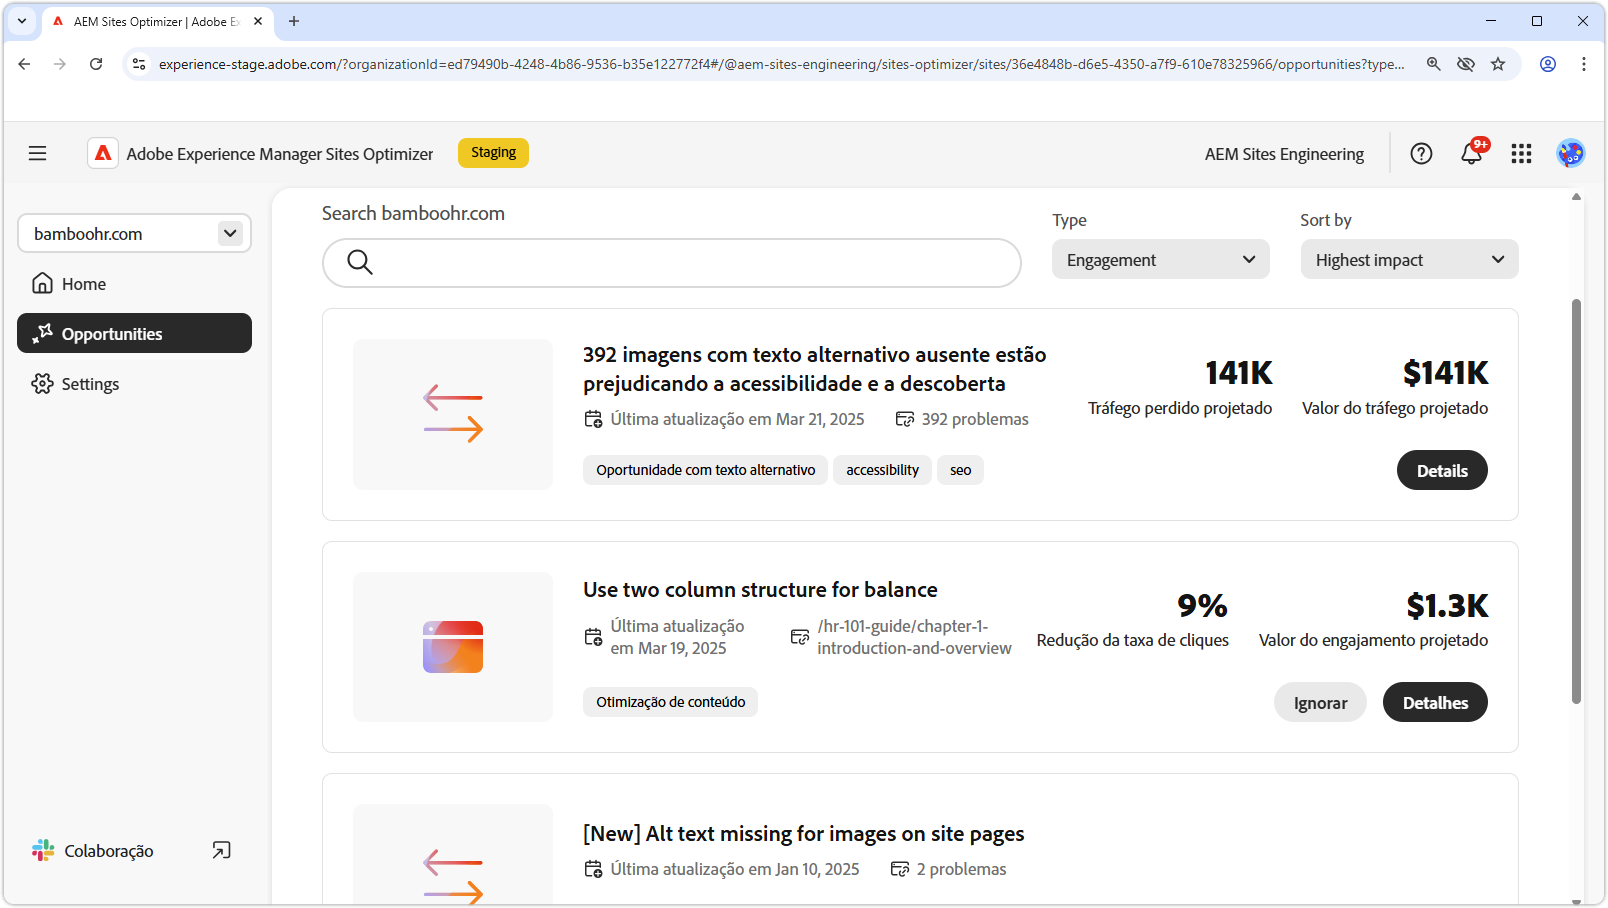 AEM Sites Optimizer | Adobe Ex
experience-stage.adobe.com/?organizationId=ed79490b-4248-4b86-9536-b35e122772f4#/@aem-sites-engineering/sites-optimizer/sites/36e4848b-d6e5-4350-a7f9-610e78325966/opportunities?type...
Adobe Experience Manager Sites Optimizer
Staging
AEM Sites Engineering
9+
bamboohr.com
Home
Opportunities
Settings
Colaboração
Search bamboohr.com
Type
Engagement
Sort by
Highest impact
392 imagens com texto alternativo ausente estão
prejudicando a acessibilidade e a descoberta
Última atualização em Mar 21, 2025
392 problemas
Oportunidade com texto alternativo
accessibility
seo
141K
Tráfego perdido projetado
$141K
Valor do tráfego projetado
Details
Use two column structure for balance
Última atualização
em Mar 19, 2025
/hr-101-guide/chapter-1-
introduction-and-overview
Otimização de conteúdo
9%
Redução da taxa de cliques
$1.3K
Valor do engajamento projetado
Ignorar
Detalhes
[New] Alt text missing for images on site pages
Última atualização em Jan 10, 2025
2 problemas